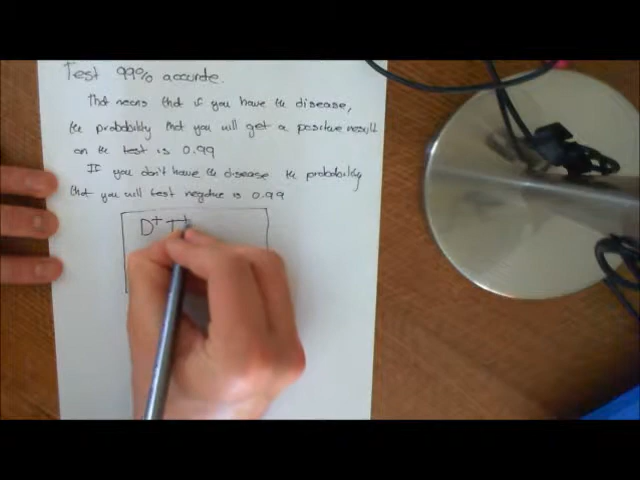 Test 99% accurate.
That means that if you have the disease,
the probability that you will get a positive result
on the test is 0.99
If you don't have the disease the probability
that you will test negative is 0.99
D+ T+